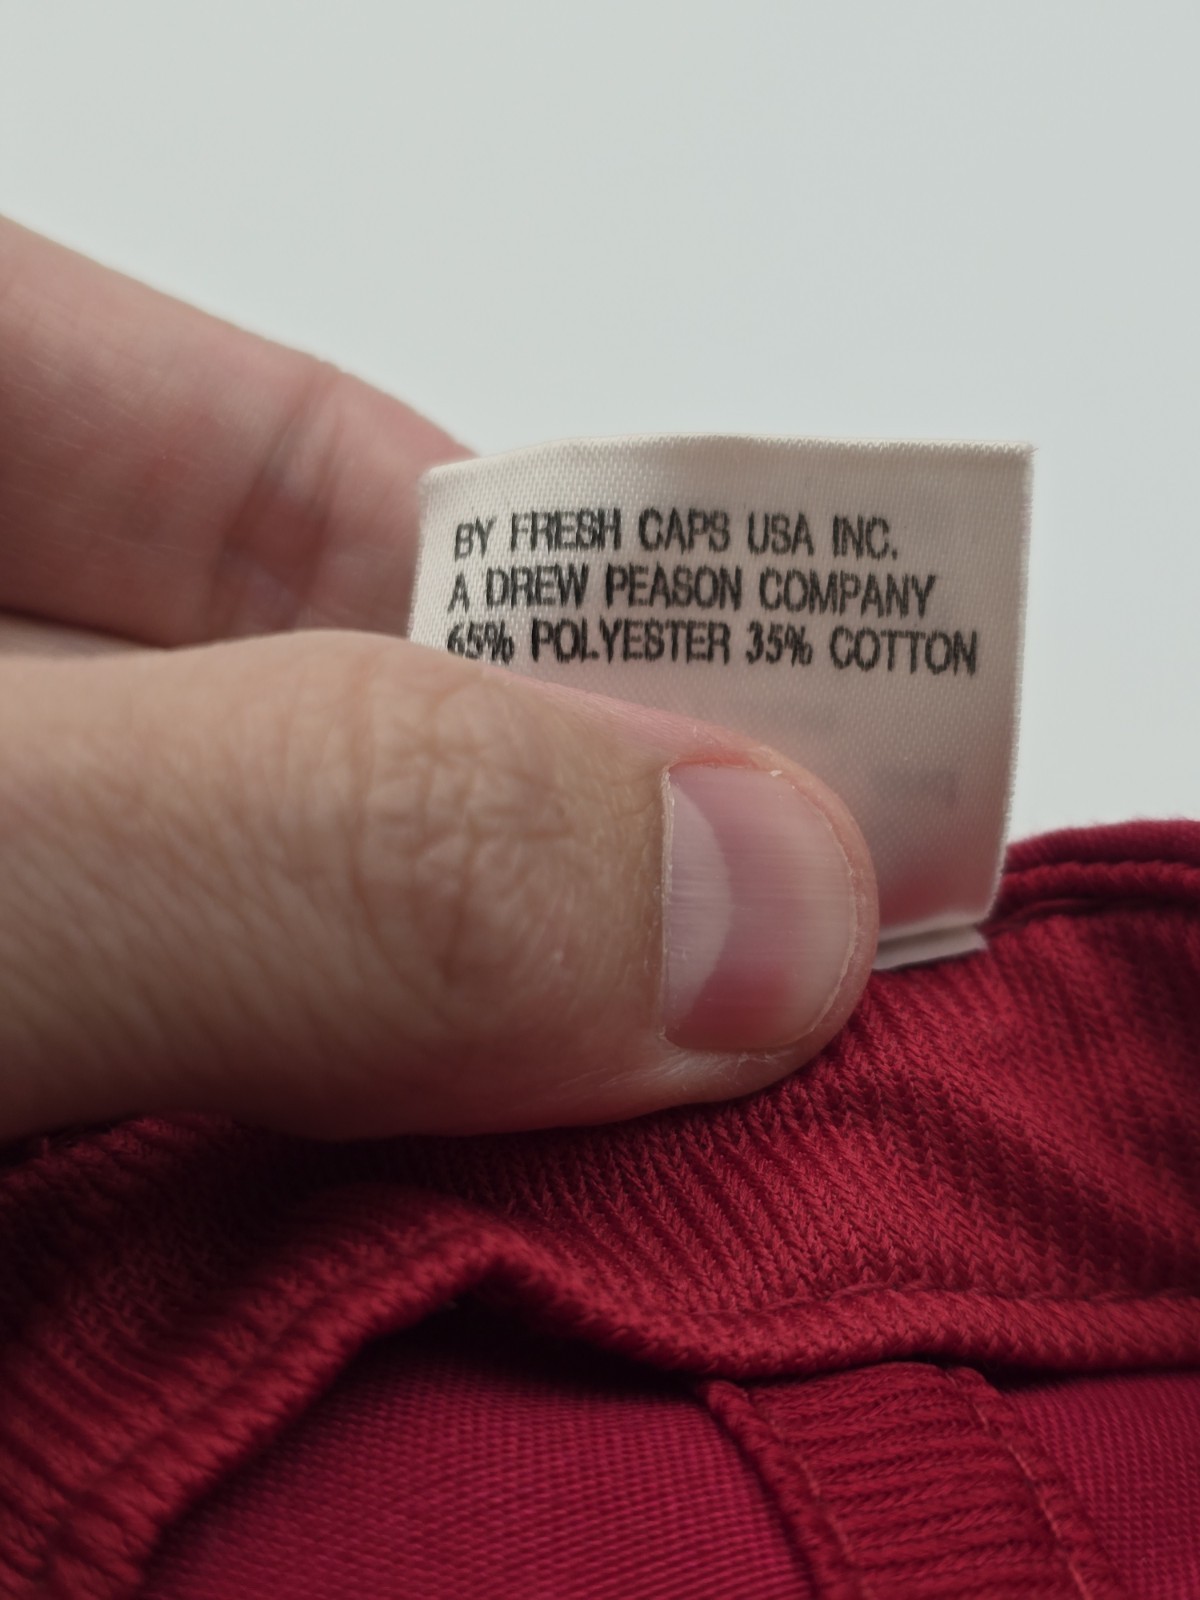 BY FRESH CAPS USA INC.
A DREW PEASON COMPANY
65% POLYESTER 35% COTTON